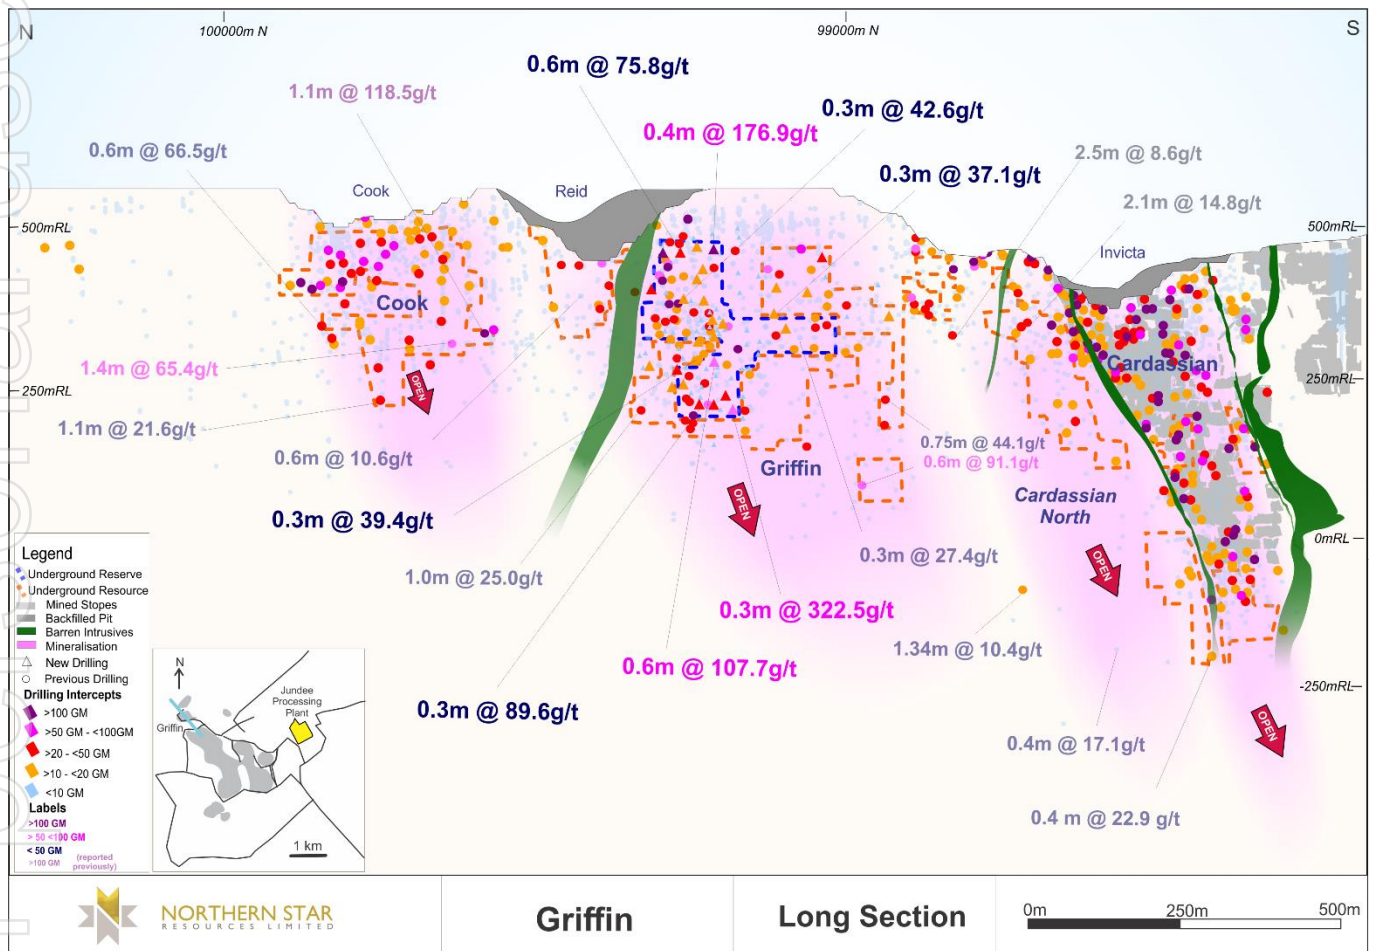 N
100000m N
99000m N
S
0.6m @ 75.8g/t
1.1m @ 118.5g/t
0.3m @ 42.6g/t
0.4m @ 176.9g/t
0.6m @ 66.5g/t
2.5m @ 8.6g/t
0.3m @ 37.1g/t
Cook
Reid
2.1m @ 14.8g/t
500mRL
500mRL
Invicta
Cook
Cardassian
1.4m @ 65.4g/t
250mRL
250mRL
OPEN
1.1m @ 21.6g/t
0.75m @ 44.1g/t
0.6m @ 10.6g/t
0.6m @ 91.1g/t
Griffin
Cardassian
North
OPEN
0.3m @ 39.4g/t
0mRL
0.3m @ 27.4g/t
OPEN
1.0m @ 25.0g/t
0.3m @ 322.5g/t
1.34m @ 10.4g/t
0.6m @ 107.7g/t
-250mRL
0.3m @ 89.6g/t
OPEN
0.4m @ 17.1g/t
0.4 m @ 22.9 g/t
Legend
Underground Reserve
Underground Resource
Mined Stopes
Backfilled Pit
Barren Intrusives
Mineralisation
New Drilling
Previous Drilling
Drilling Intercepts
>100 GM
>50 GM - <100GM
>20 - <50 GM
>10 - <20 GM
<10 GM
Labels
>100 GM
> 50 <100 GM
< 50 GM
>100 GM (reported previously)
N
Jundee
Processing
Plant
Griffin
1 km
NORTHERN STAR
RESOURCES LIMITED
Griffin
Long Section
0m
250m
500m